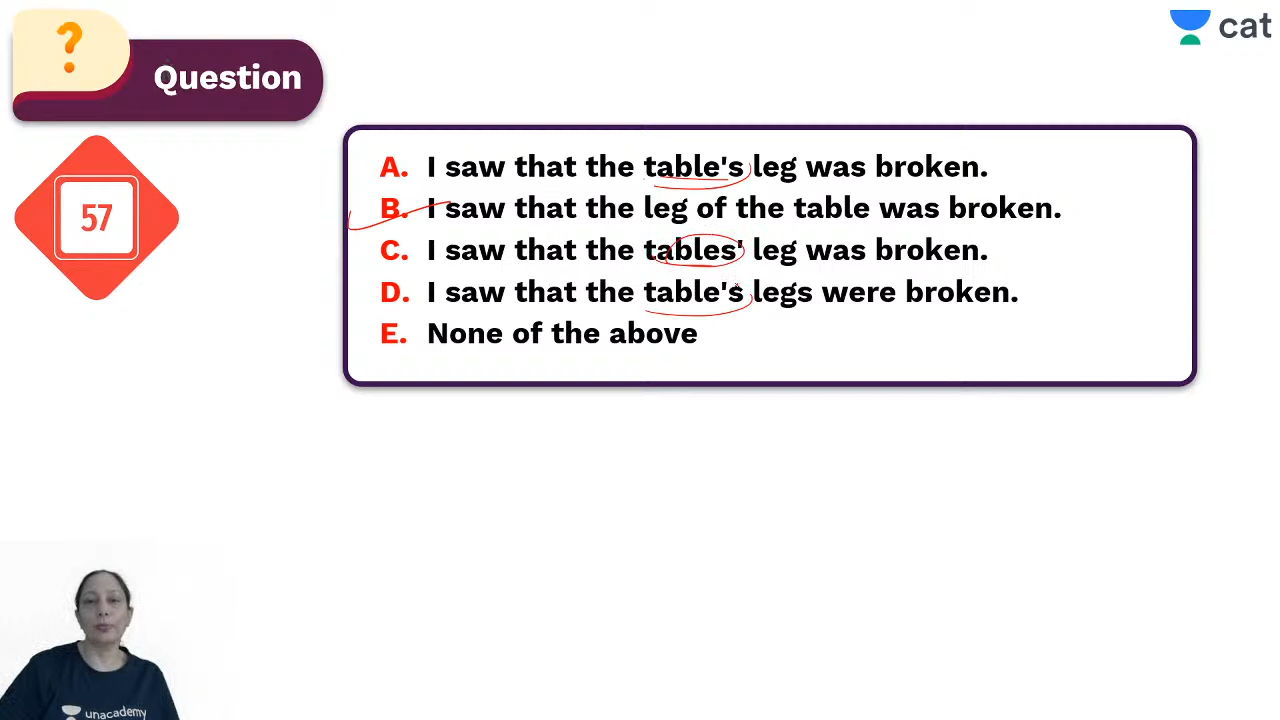 ?
cat
Question
57
A. I saw that the table's leg was broken.
B. I saw that the leg of the table was broken.
C. I saw that the tables' leg was broken.
D. I saw that the table's legs were broken.
E. None of the above
unacademy